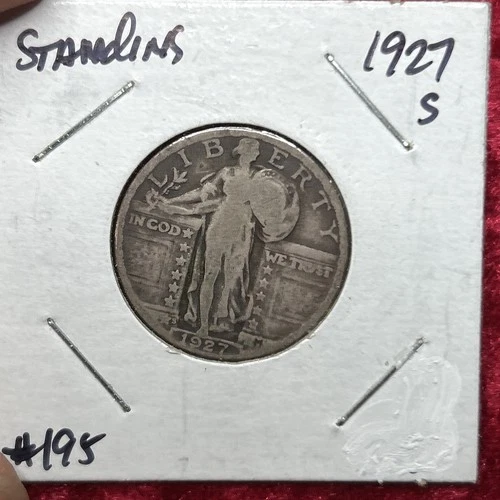 STANDING
1927
S
LIBERTY
IN GOD
WE TRUST
1927
#195